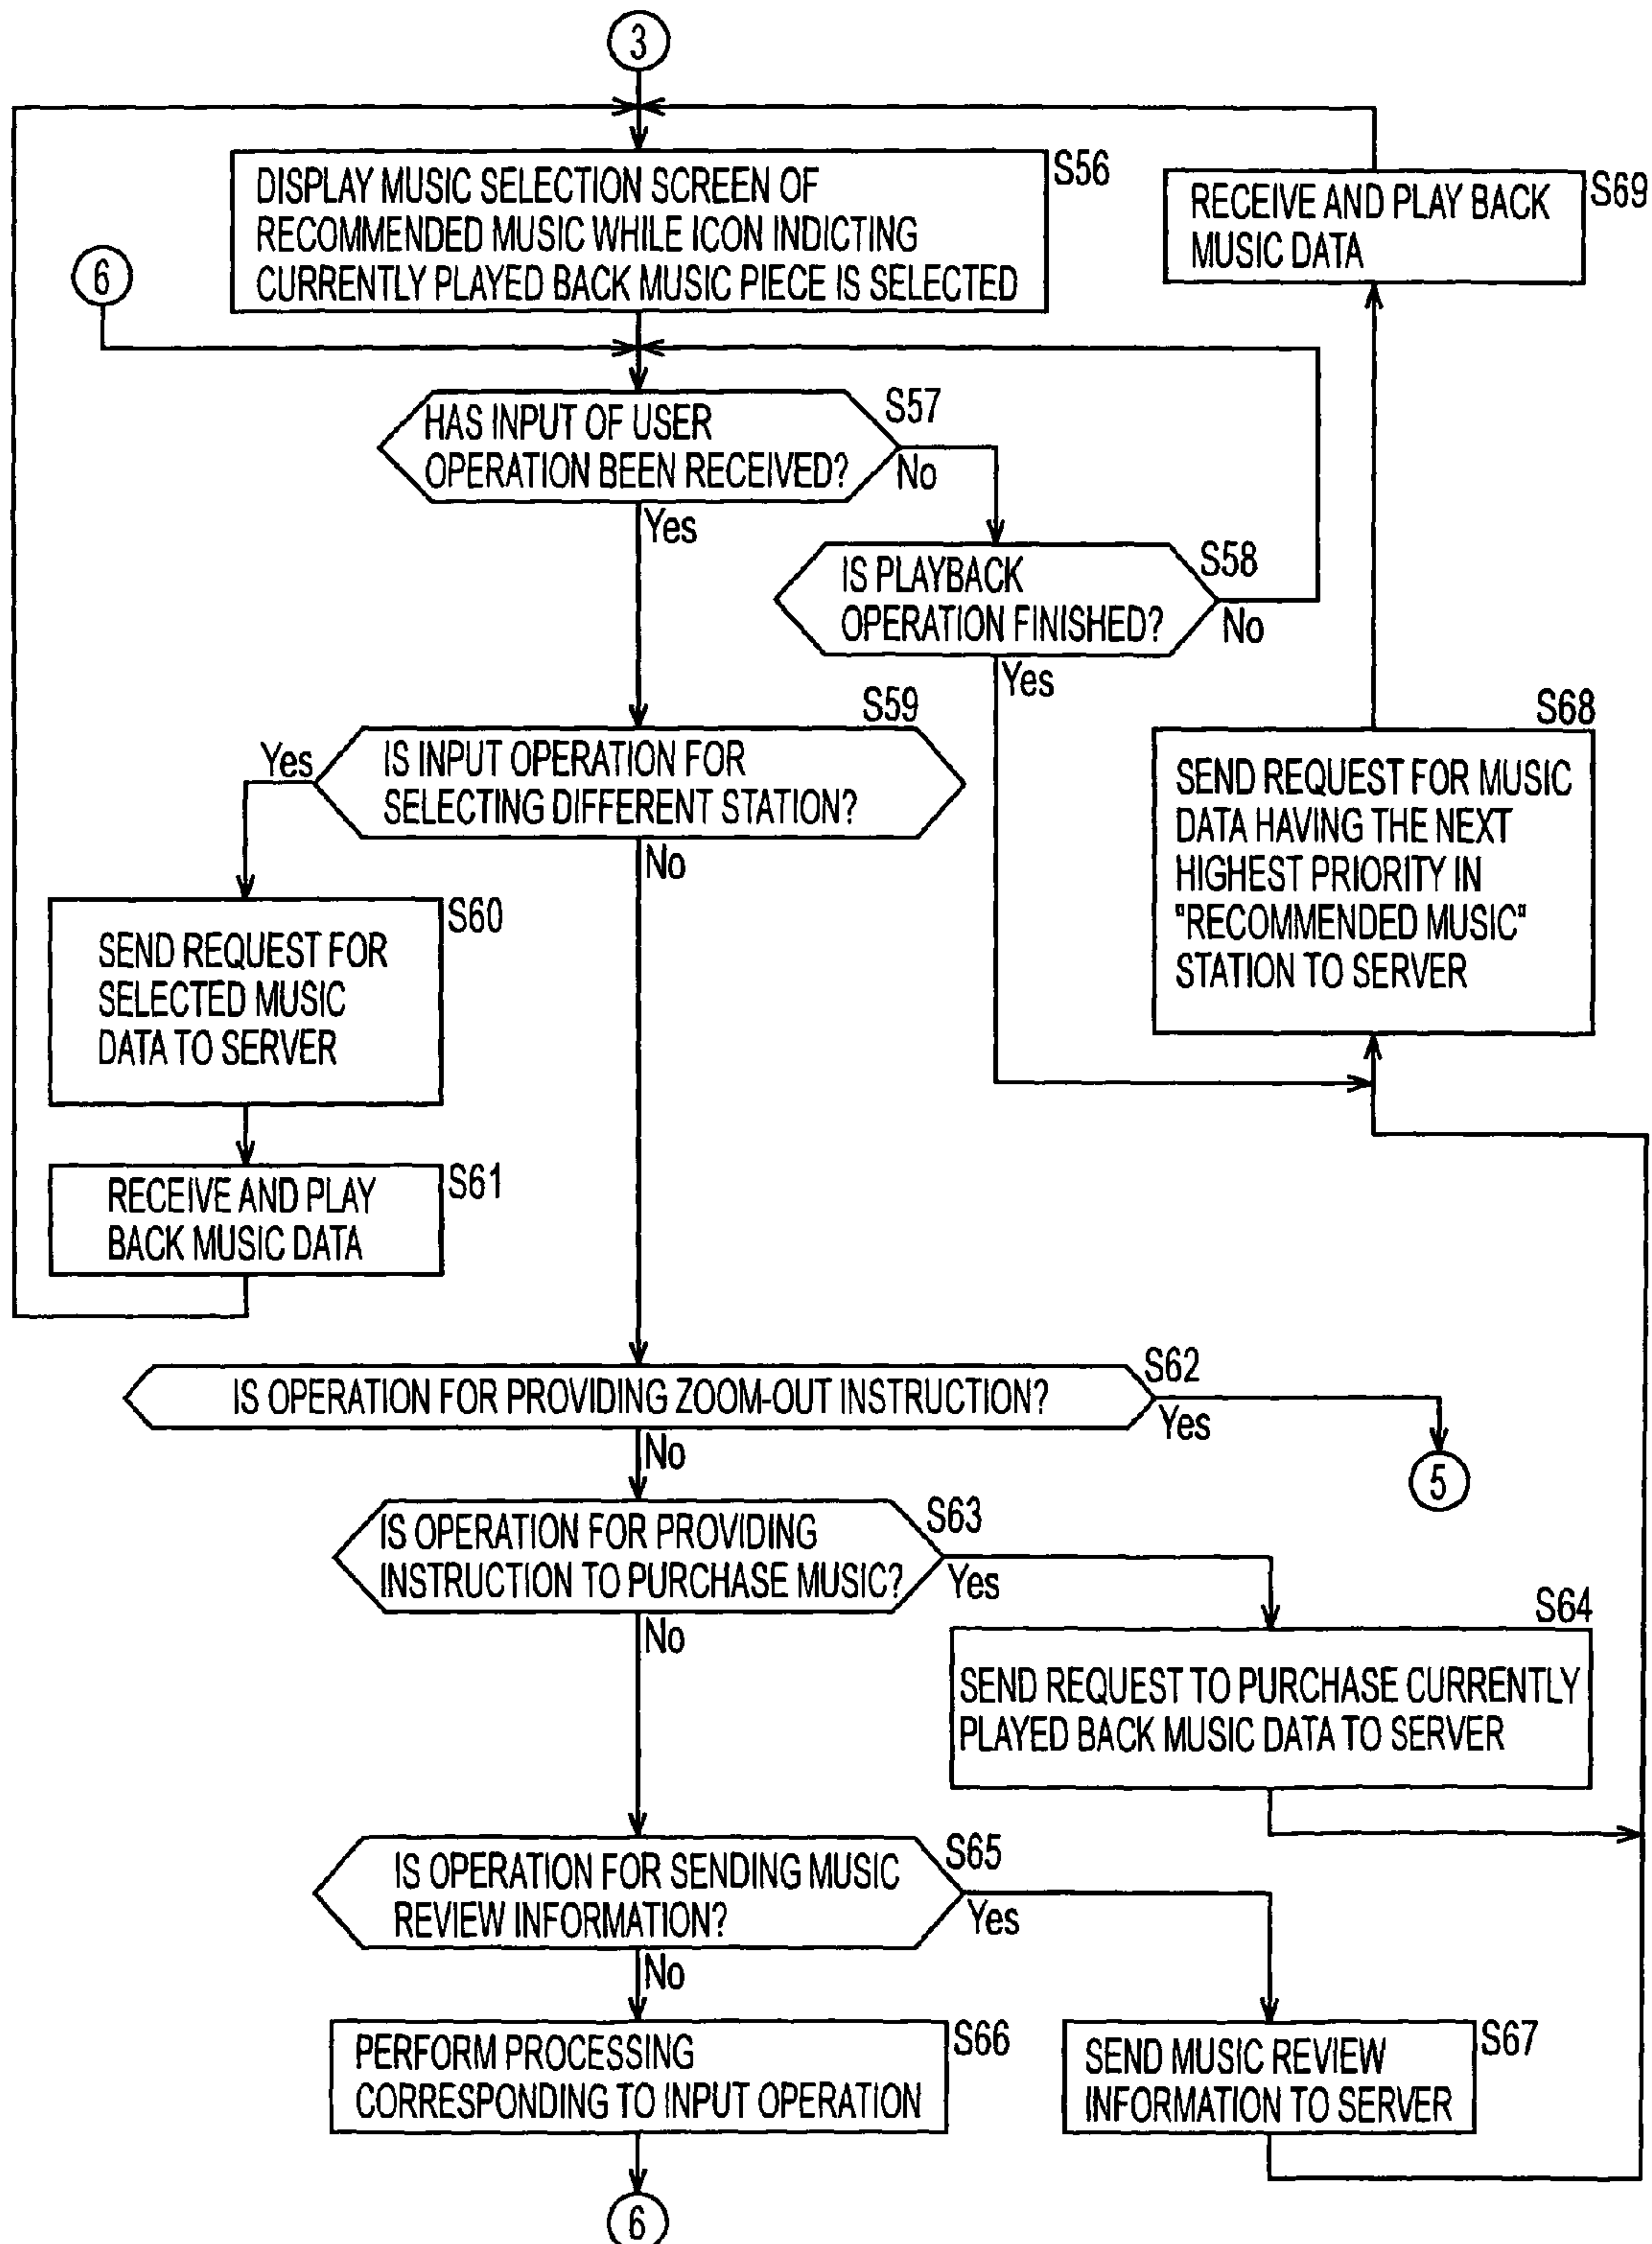 3
DISPLAY MUSIC SELECTION SCREEN OF
RECOMMENDED MUSIC WHILE ICON INDICTING
CURRENTLY PLAYED BACK MUSIC PIECE IS SELECTED
S56
RECEIVE AND PLAY BACK
MUSIC DATA
S69
6
HAS INPUT OF USER
OPERATION BEEN RECEIVED?
S57
No
Yes
IS PLAYBACK
OPERATION FINISHED?
S58
No
Yes
S59
IS INPUT OPERATION FOR
SELECTING DIFFERENT STATION?
Yes
No
S68
SEND REQUEST FOR MUSIC
DATA HAVING THE NEXT
HIGHEST PRIORITY IN
"RECOMMENDED MUSIC"
STATION TO SERVER
S60
SEND REQUEST FOR
SELECTED MUSIC
DATA TO SERVER
S61
RECEIVE AND PLAY
BACK MUSIC DATA
S62
IS OPERATION FOR PROVIDING ZOOM-OUT INSTRUCTION?
Yes
No
5
S63
IS OPERATION FOR PROVIDING
INSTRUCTION TO PURCHASE MUSIC?
Yes
No
S64
SEND REQUEST TO PURCHASE CURRENTLY
PLAYED BACK MUSIC DATA TO SERVER
S65
IS OPERATION FOR SENDING MUSIC
REVIEW INFORMATION?
Yes
No
S66
PERFORM PROCESSING
CORRESPONDING TO INPUT OPERATION
S67
SEND MUSIC REVIEW
INFORMATION TO SERVER
6